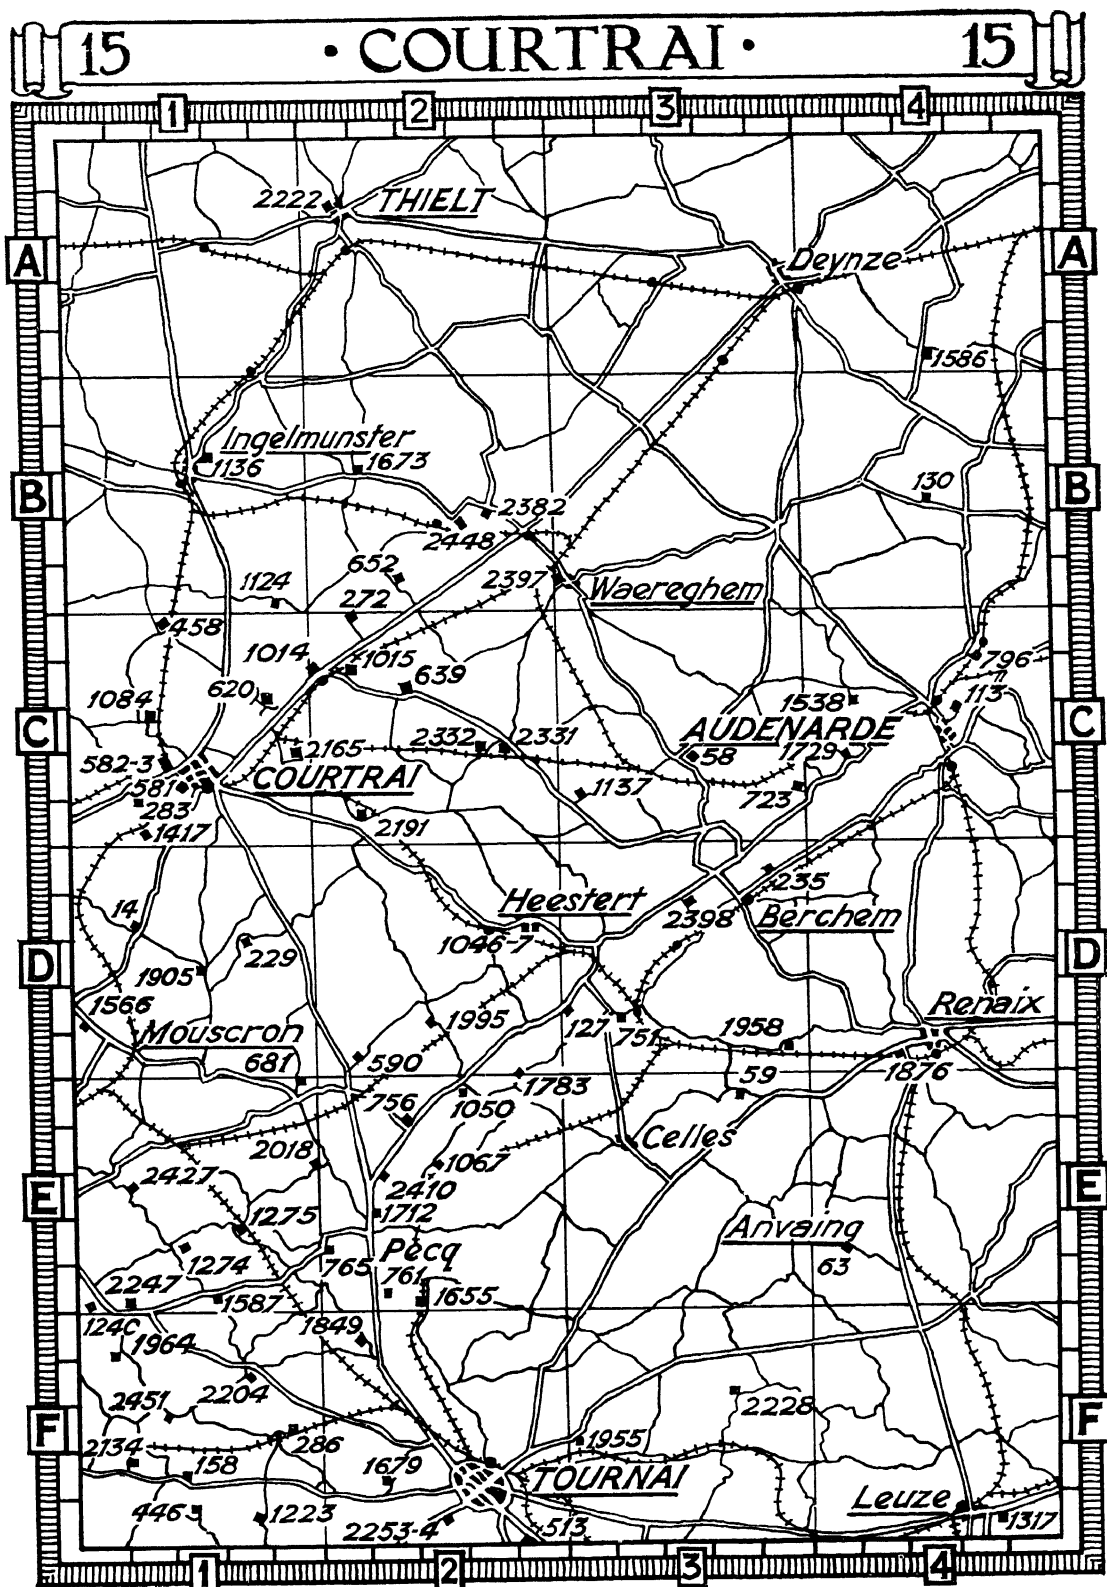 15 · COURTRAI · 15
1 2 3 4
2222 THIELT
A A
Deynze
1586
Ingelmunster
1136 1673
B B
130
2382
2448
652 2397
1124 Waereghem
272
458
1014 1015 796
639
620 1538 113
1084
C C
AUDENARDE
2332 2331
2165 58 1729
582-3 COURTRAI
581 1137 723
283
2191
1417
235
Heestert
14 2398 Berchem
1046-7
229
D D
1905
1566 Renaix
1995 127 751 1958
Mouscron
590
681 59 1876
1783
756 1050
2018 1067 Celles
2427 2410
E E
1275 1712
Anvaing
1274 765 Pecq 63
2247 761
1587 1655
1849
1964
2451 2204
2228
F F
286 1955
2134
158 1679 TOURNAI
Leuze
446 1223 2253-4 513 1317
1 2 3 4